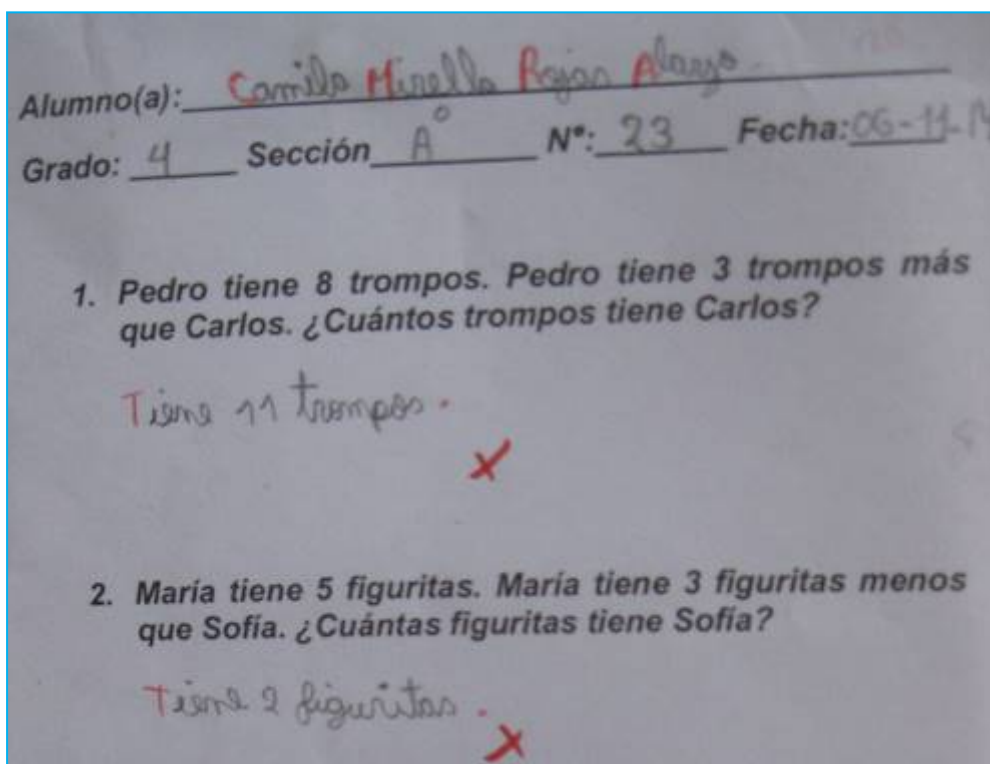 Alumno(a): Camila Mirella Rojas Alayo
Grado: 4 Sección A° N°: 23 Fecha: 06-11-
1. Pedro tiene 8 trompos. Pedro tiene 3 trompos más
que Carlos. ¿Cuántos trompos tiene Carlos?
Tiene 11 trompos.
2. María tiene 5 figuritas. María tiene 3 figuritas menos
que Sofía. ¿Cuántas figuritas tiene Sofía?
Tiene 2 figuritas.